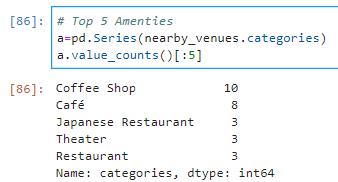 [86]: # Top 5 Amenties
a=pd.Series(nearby_venues.categories)
a.value_counts()[:5]
[86]: Coffee Shop 10
Café 8
Japanese Restaurant 3
Theater 3
Restaurant 3
Name: categories, dtype: int64